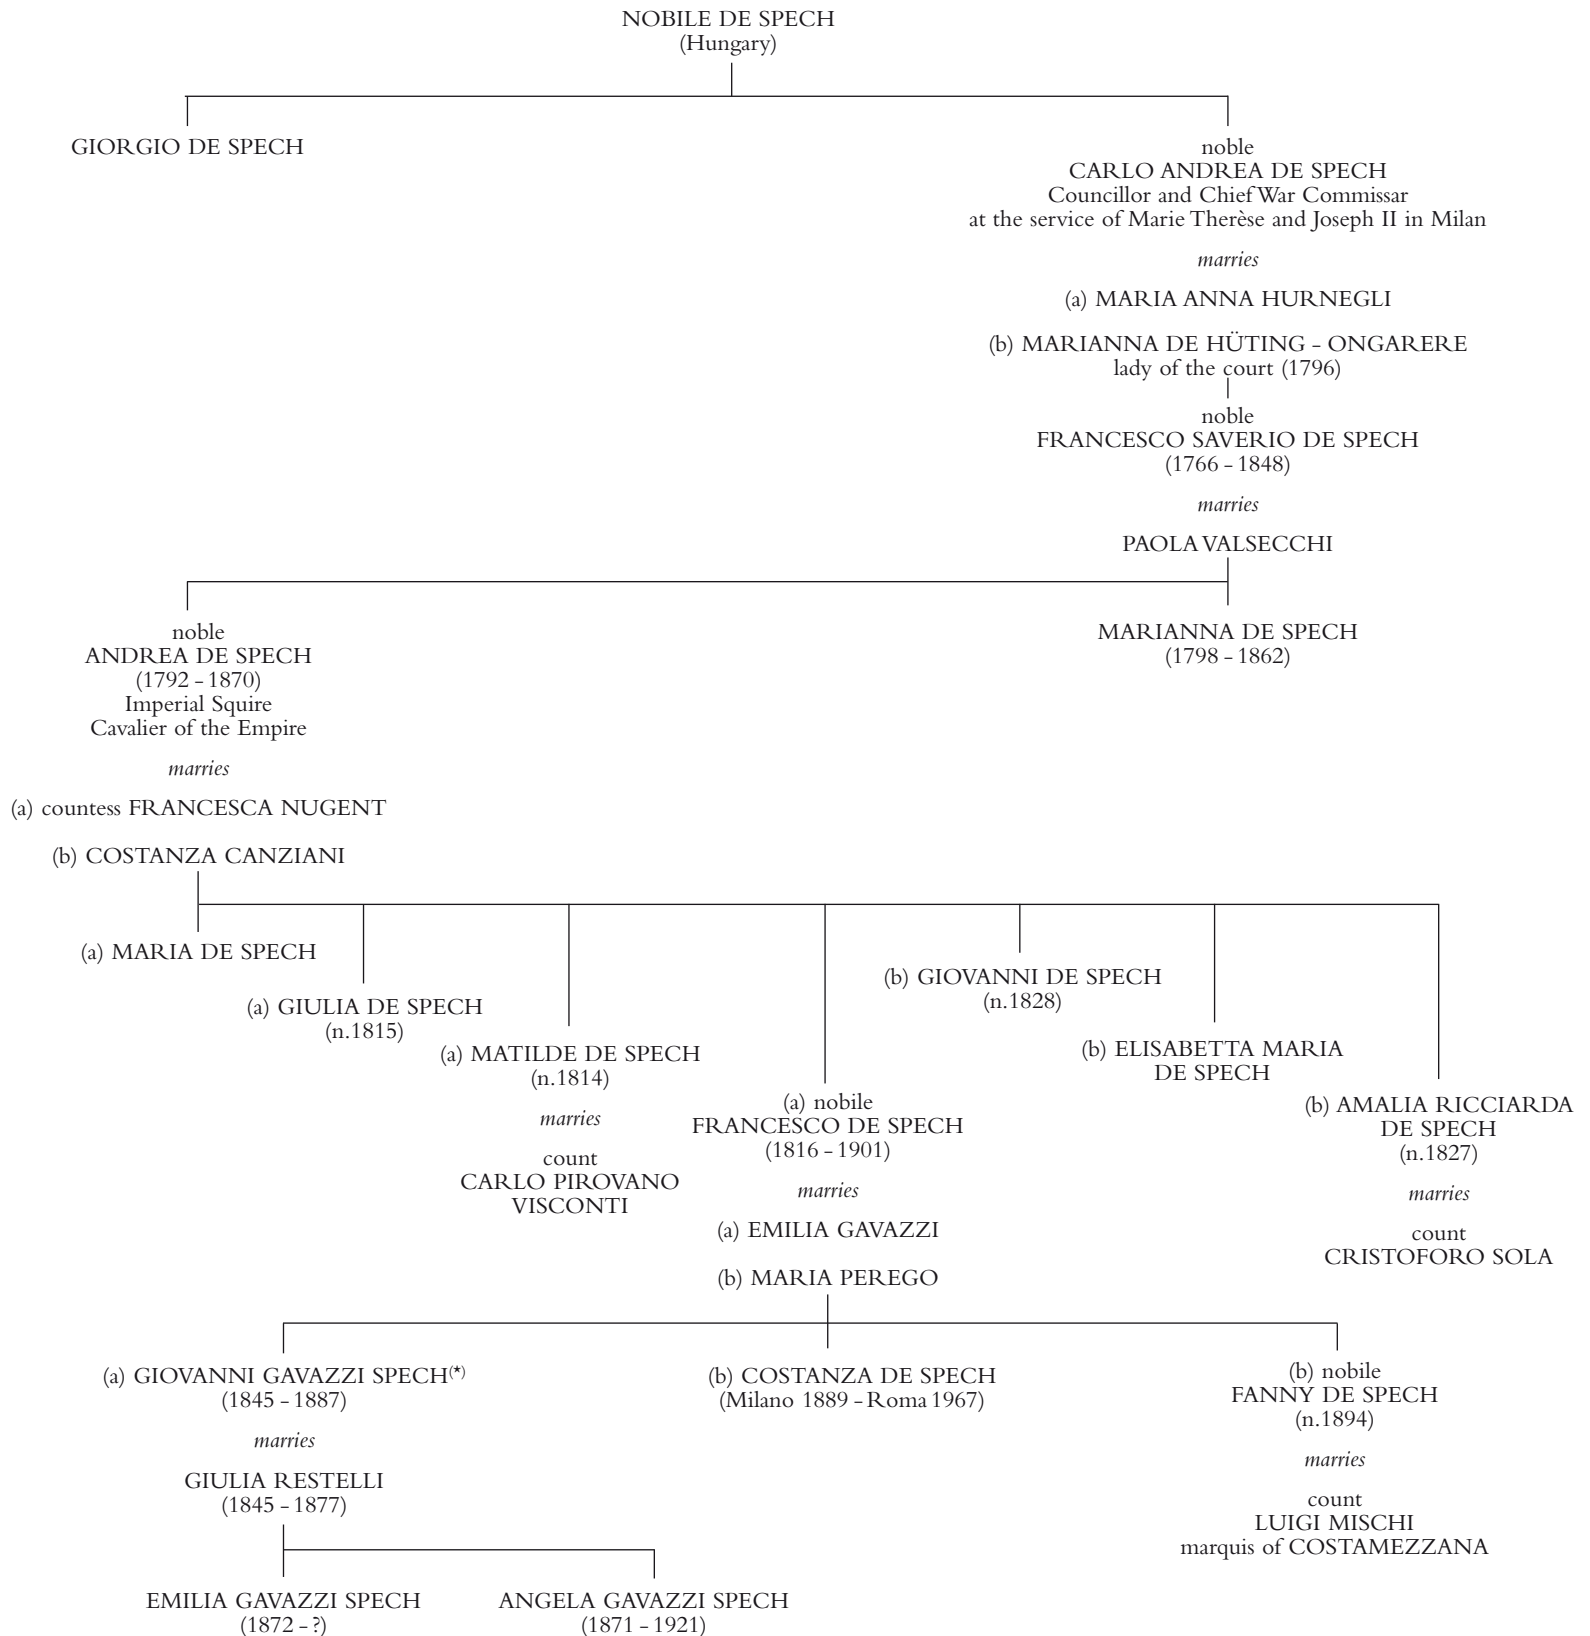 NOBILE DE SPECH
(Hungary)
GIORGIO DE SPECH
noble
CARLO ANDREA DE SPECH
Councillor and Chief War Commissar
at the service of Marie Therèse and Joseph II in Milan
marries
(a) MARIA ANNA HURNEGLI
(b) MARIANNA DE HÜTING – ONGARERE
lady of the court (1796)
noble
FRANCESCO SAVERIO DE SPECH
(1766 – 1848)
marries
PAOLA VALSECCHI
noble
ANDREA DE SPECH
(1792 – 1870)
Imperial Squire
Cavalier of the Empire
marries
(a) countess FRANCESCA NUGENT
(b) COSTANZA CANZIANI
MARIANNA DE SPECH
(1798 – 1862)
(a) MARIA DE SPECH
(a) GIULIA DE SPECH
(n.1815)
(a) MATILDE DE SPECH
(n.1814)
marries
count
CARLO PIROVANO
VISCONTI
(a) nobile
FRANCESCO DE SPECH
(1816 – 1901)
marries
(a) EMILIA GAVAZZI
(b) MARIA PEREGO
(b) GIOVANNI DE SPECH
(n.1828)
(b) ELISABETTA MARIA
DE SPECH
(b) AMALIA RICCIARDA
DE SPECH
(n.1827)
marries
count
CRISTOFORO SOLA
(a) GIOVANNI GAVAZZI SPECH(*)
(1845 – 1887)
marries
GIULIA RESTELLI
(1845 – 1877)
(b) COSTANZA DE SPECH
(Milano 1889 – Roma 1967)
(b) nobile
FANNY DE SPECH
(n.1894)
marries
count
LUIGI MISCHI
marquis of COSTAMEZZANA
EMILIA GAVAZZI SPECH
(1872 – ?)
ANGELA GAVAZZI SPECH
(1871 – 1921)